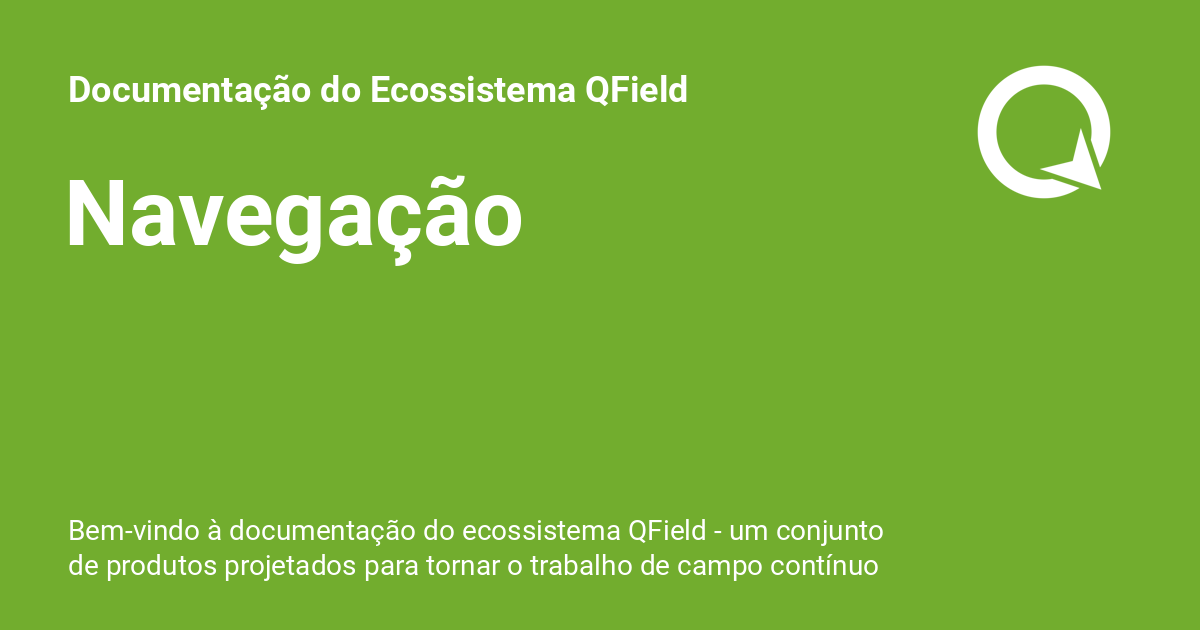 Documentação do Ecossistema QField
Navegação
Bem-vindo à documentação do ecossistema QField - um conjunto
de produtos projetados para tornar o trabalho de campo contínuo